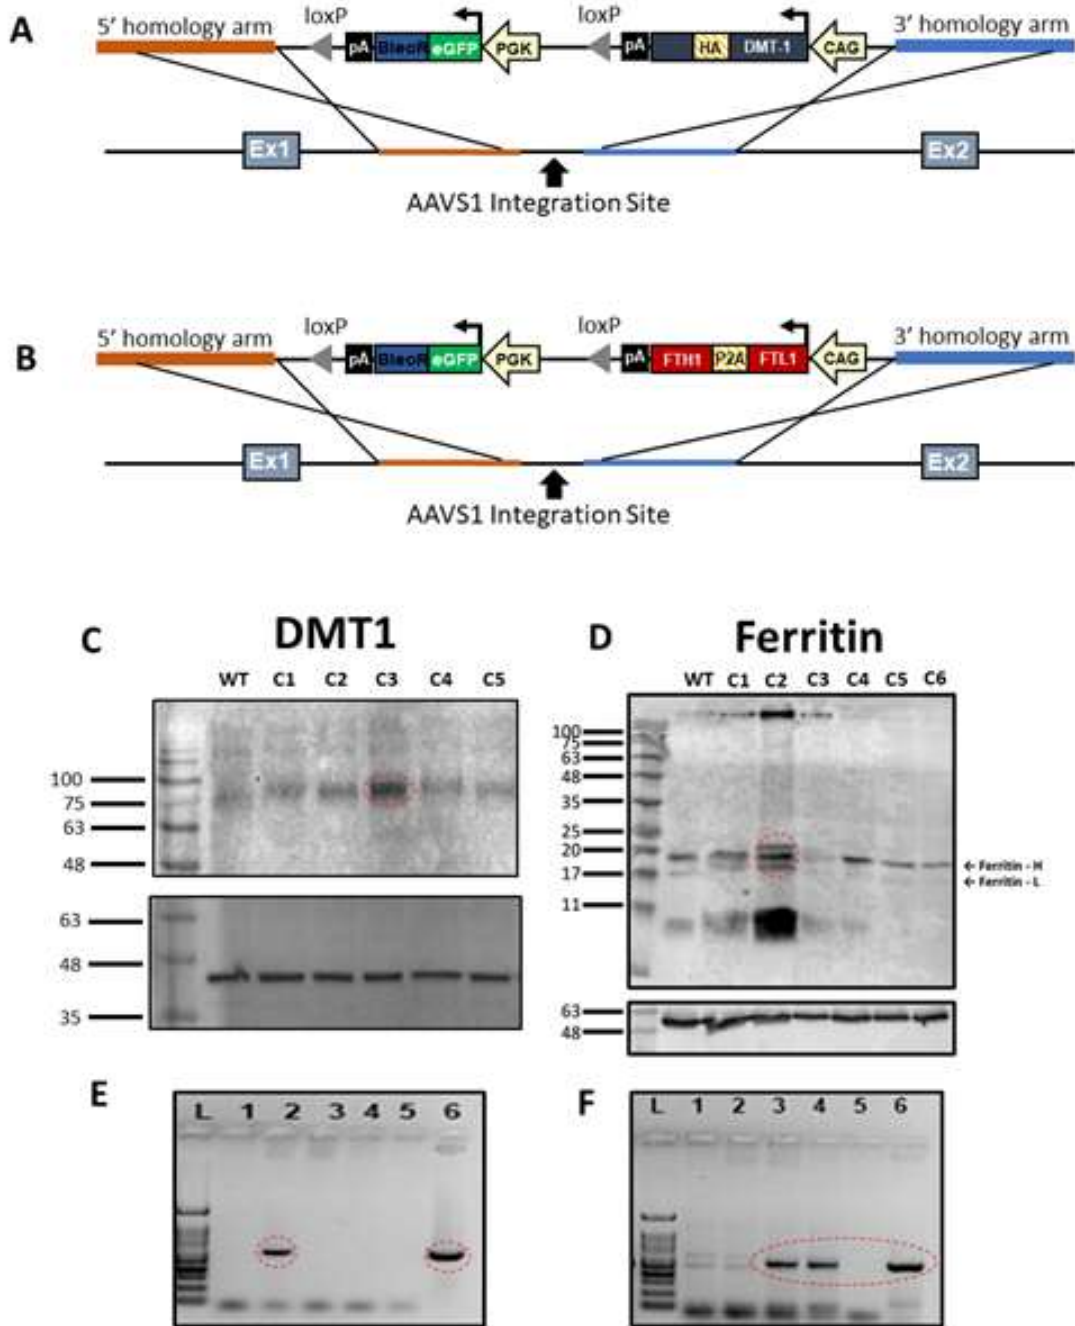 A
5' homology arm
loxP
loxP
3' homology arm
pA BleoR eGFP PGK
pA HA DMT-1 CAG
Ex1
Ex2
AAVS1 Integration Site
B
5' homology arm
loxP
loxP
3' homology arm
pA BleoR eGFP PGK
pA FTH1 P2A FTL1 CAG
Ex1
Ex2
AAVS1 Integration Site
C
DMT1
WT C1 C2 C3 C4 C5
100
75
63
48
63
48
35
D
Ferritin
WT C1 C2 C3 C4 C5 C6
100
75
63
48
35
25
20
17
11
← Ferritin - H
← Ferritin - L
63
48
E
L 1 2 3 4 5 6
F
L 1 2 3 4 5 6